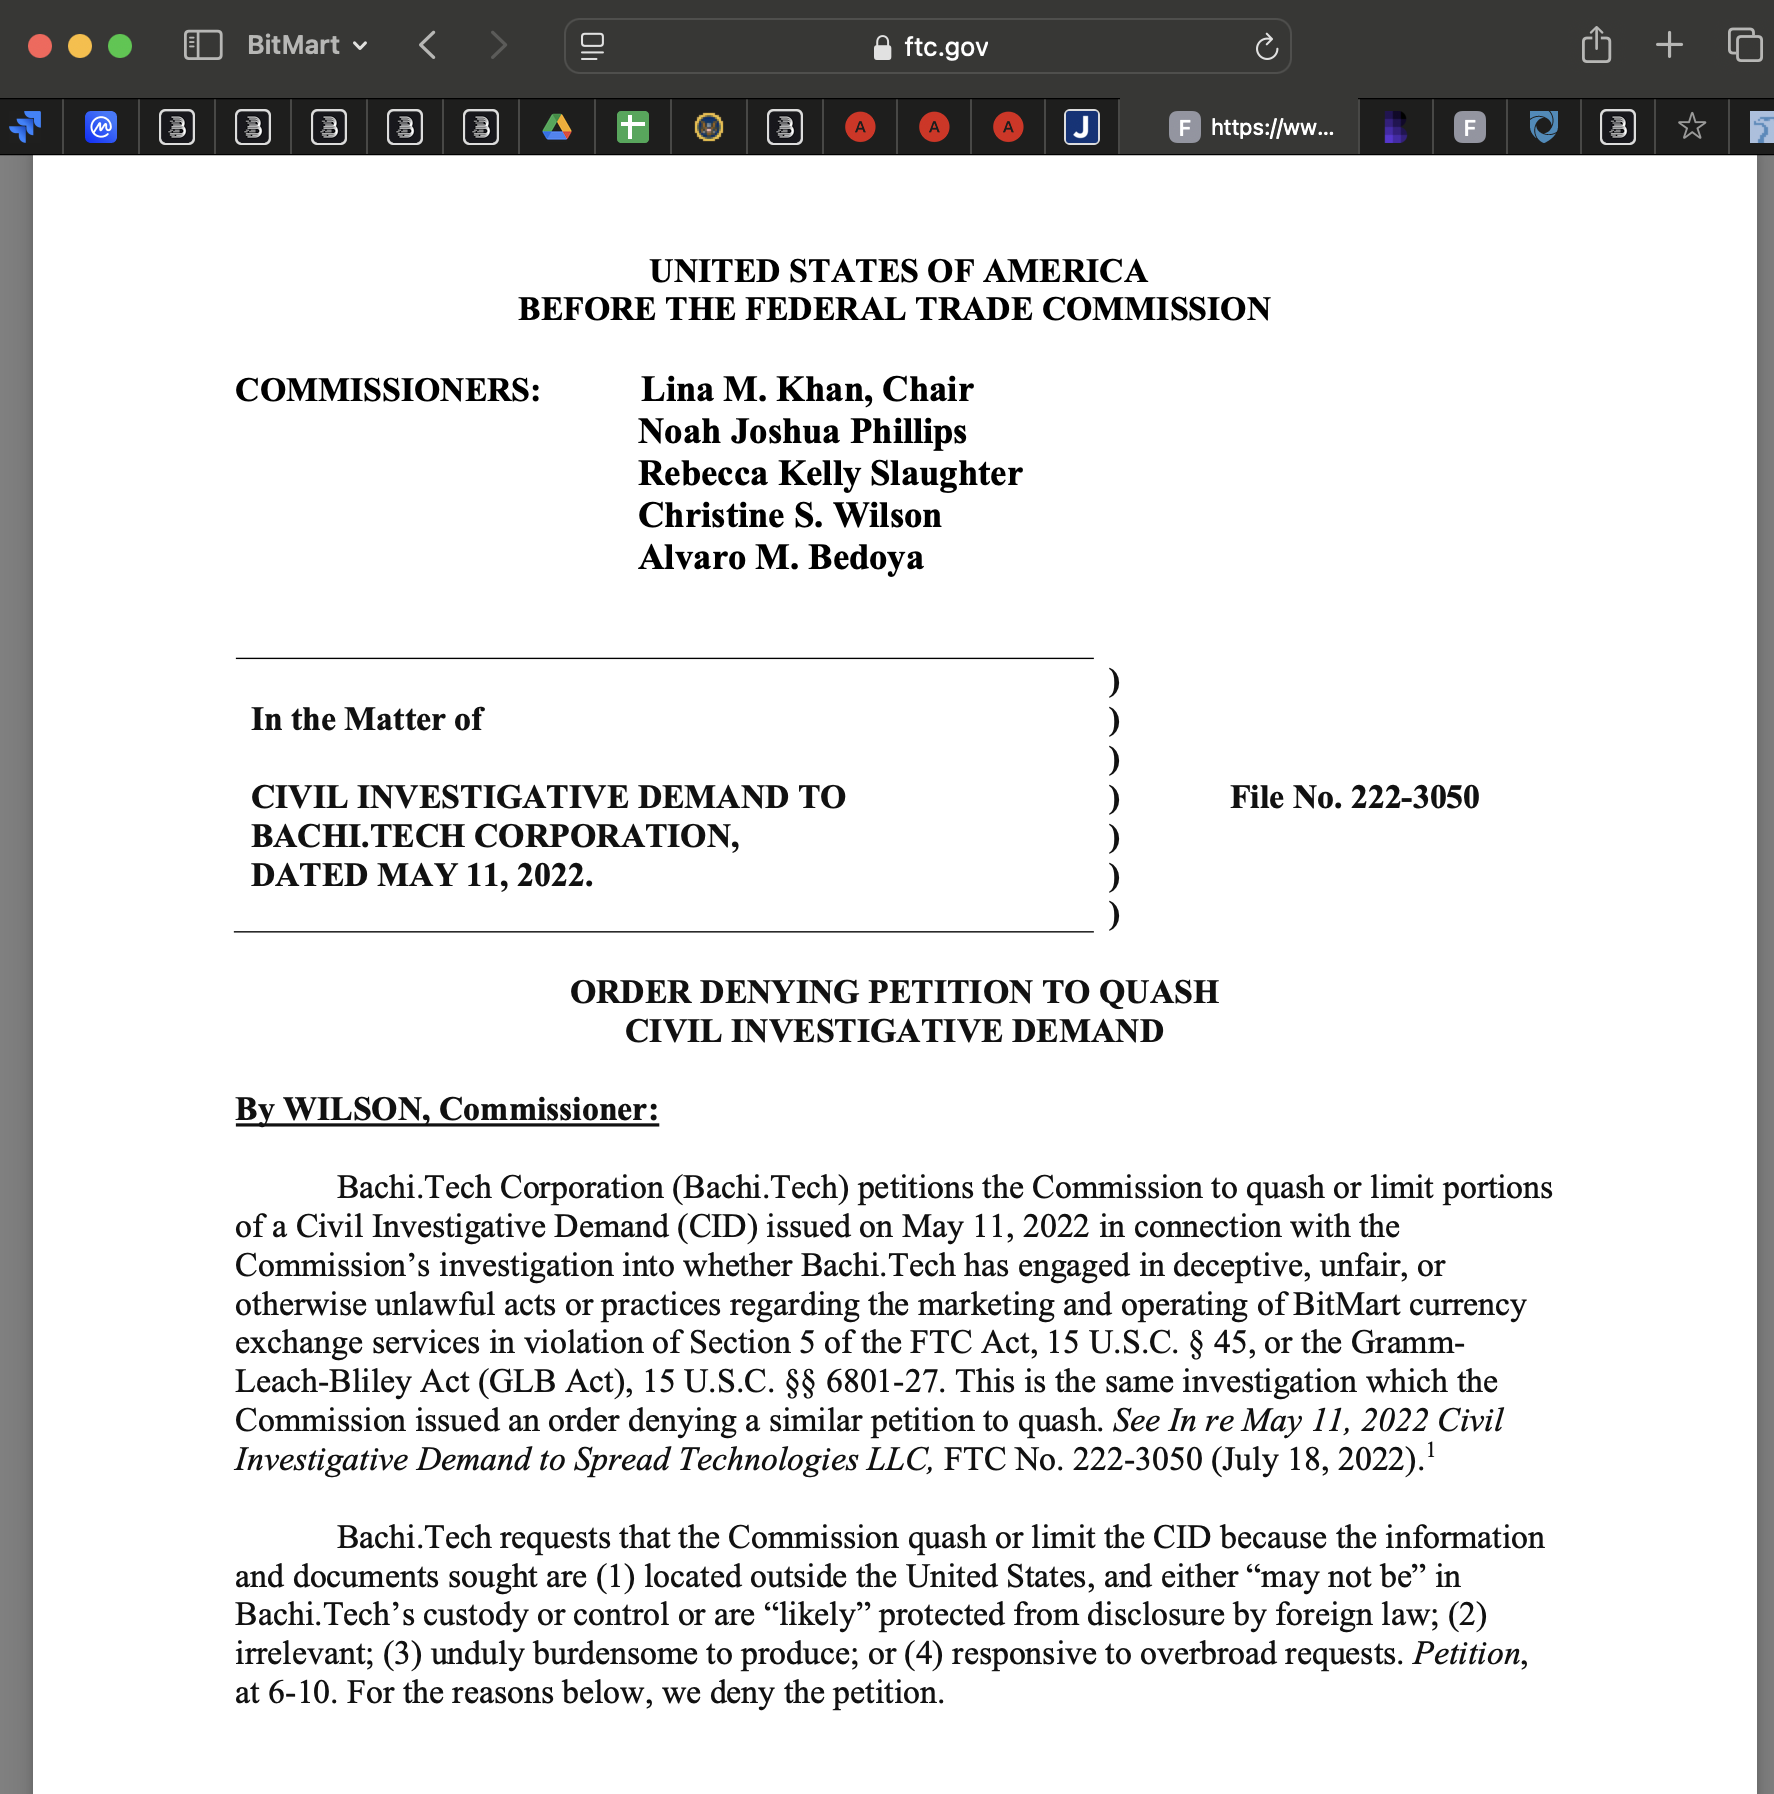 BitMart
ftc.gov
F https://ww...
UNITED STATES OF AMERICA
BEFORE THE FEDERAL TRADE COMMISSION
COMMISSIONERS: Lina M. Khan, Chair
Noah Joshua Phillips
Rebecca Kelly Slaughter
Christine S. Wilson
Alvaro M. Bedoya
)
In the Matter of )
)
CIVIL INVESTIGATIVE DEMAND TO ) File No. 222-3050
BACHI.TECH CORPORATION, )
DATED MAY 11, 2022. )
)
ORDER DENYING PETITION TO QUASH
CIVIL INVESTIGATIVE DEMAND
By WILSON, Commissioner:
Bachi.Tech Corporation (Bachi.Tech) petitions the Commission to quash or limit portions
of a Civil Investigative Demand (CID) issued on May 11, 2022 in connection with the
Commission’s investigation into whether Bachi.Tech has engaged in deceptive, unfair, or
otherwise unlawful acts or practices regarding the marketing and operating of BitMart currency
exchange services in violation of Section 5 of the FTC Act, 15 U.S.C. § 45, or the Gramm-
Leach-Bliley Act (GLB Act), 15 U.S.C. §§ 6801-27. This is the same investigation which the
Commission issued an order denying a similar petition to quash. See In re May 11, 2022 Civil
Investigative Demand to Spread Technologies LLC, FTC No. 222-3050 (July 18, 2022).1
Bachi.Tech requests that the Commission quash or limit the CID because the information
and documents sought are (1) located outside the United States, and either “may not be” in
Bachi.Tech’s custody or control or are “likely” protected from disclosure by foreign law; (2)
irrelevant; (3) unduly burdensome to produce; or (4) responsive to overbroad requests. Petition,
at 6-10. For the reasons below, we deny the petition.